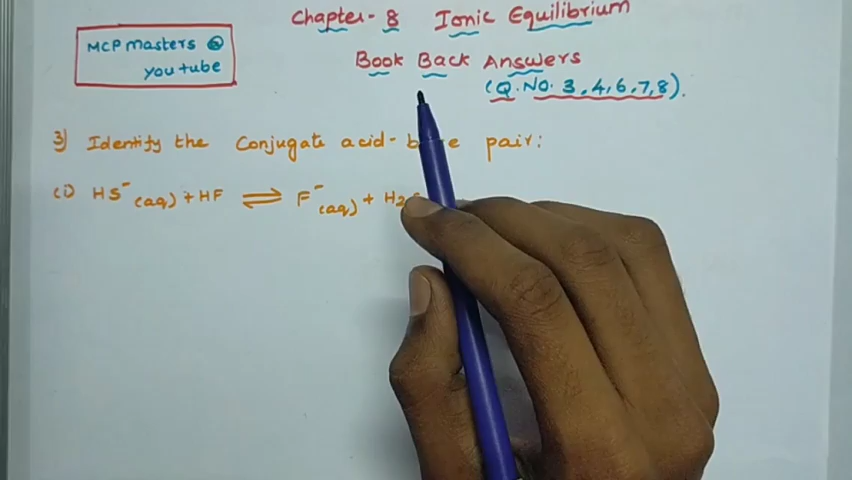 Chapter - 8 Ionic Equilibrium
MCP masters @
you tube
Book Back Answers
(Q. NO. 3, 4, 6, 7, 8).
3) Identify the Conjugate acid- pair:
(i) HS⁻ (aq) + HF ⇌ F⁻ (aq) + H₂